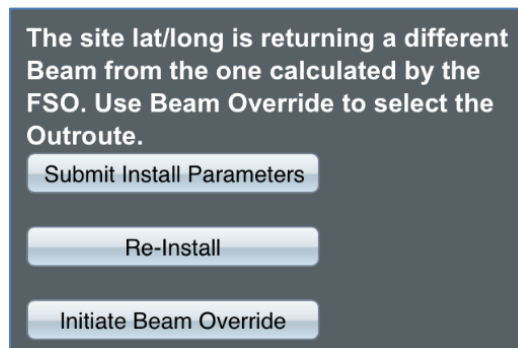 The site lat/long is returning a different
Beam from the one calculated by the
FSO. Use Beam Override to select the
Outroute.
Submit Install Parameters
Re-Install
Initiate Beam Override